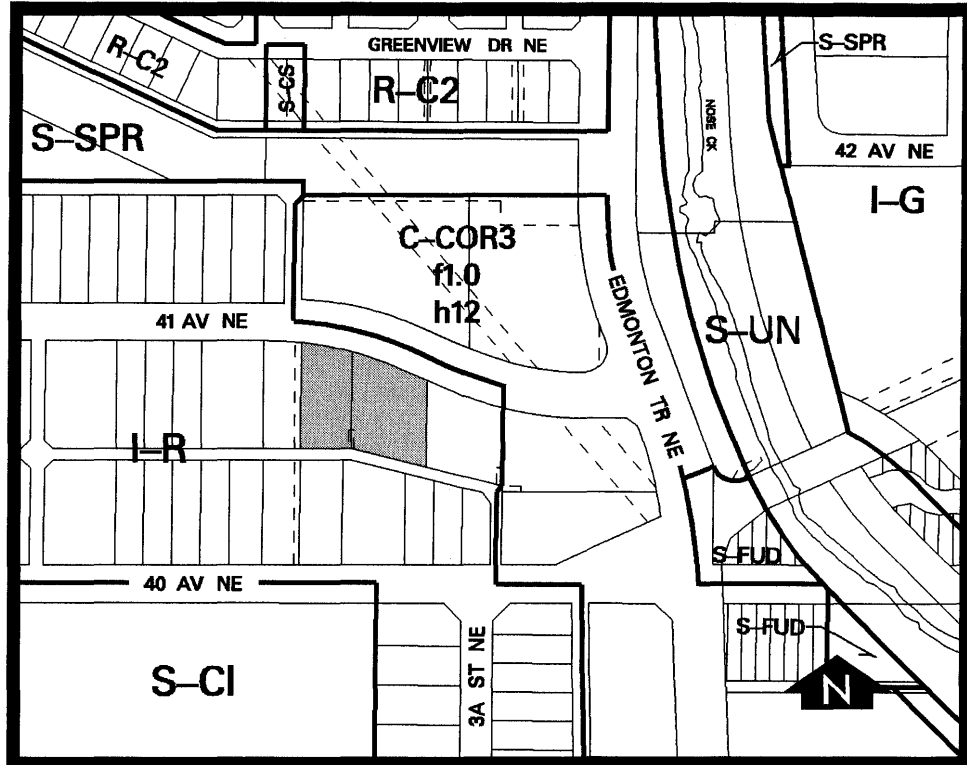 GREENVIEW DR NE
S-SPR
R-C2
S-CS
R-C2
NOSE CK
S-SPR
42 AV NE
I-G
C-COR3
f1.0
h12
EDMONTON TR NE
41 AV NE
S-UN
I-R
S-FUD
40 AV NE
S-FUD
3A ST NE
S-CI
N